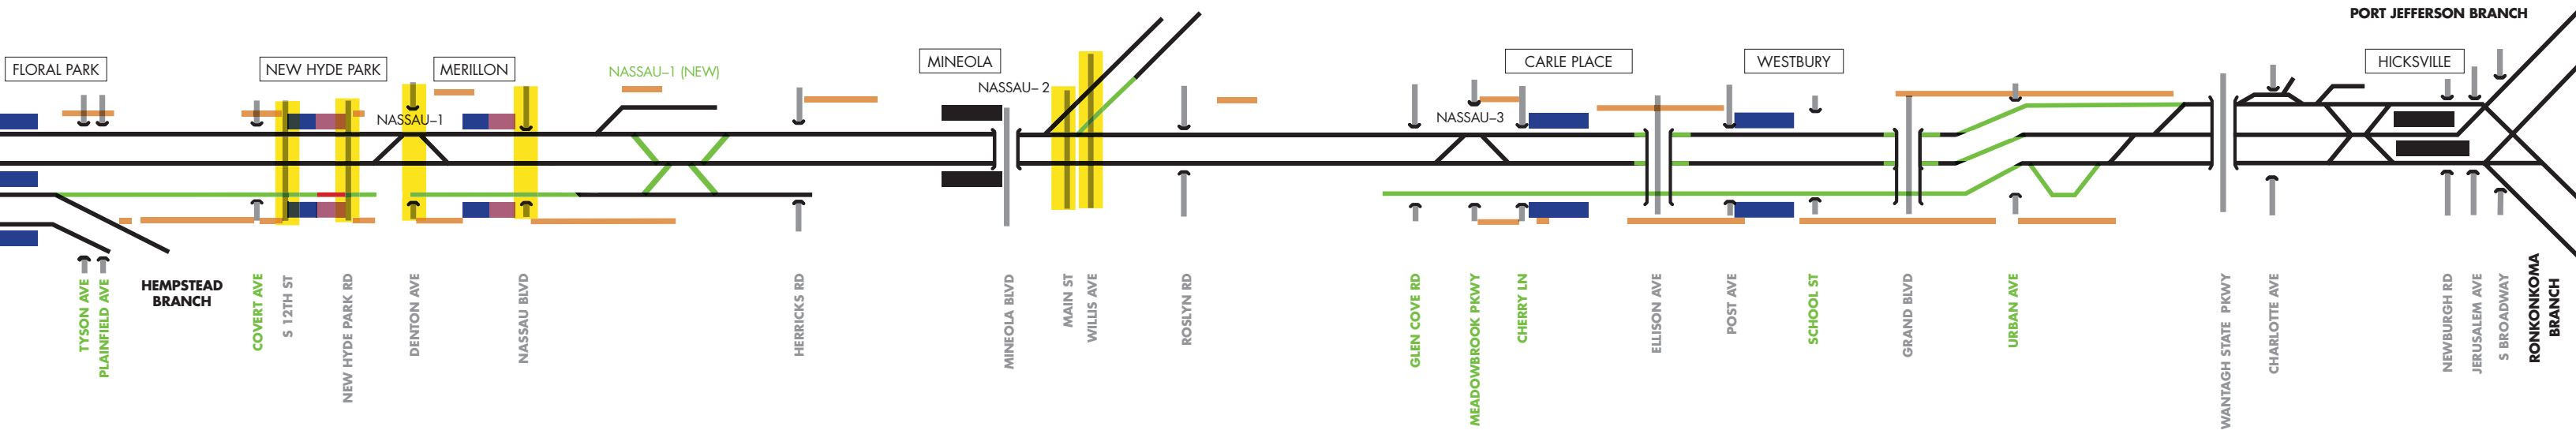 PORT JEFFERSON BRANCH
FLORAL PARK
NEW HYDE PARK
MERILLON
NASSAU–1 (NEW)
MINEOLA
CARLE PLACE
WESTBURY
HICKSVILLE
NASSAU–1
NASSAU– 2
NASSAU–3
HEMPSTEAD
BRANCH
TYSON AVE
PLAINFIELD AVE
COVERT AVE
S 12TH ST
NEW HYDE PARK RD
DENTON AVE
NASSAU BLVD
HERRICKS RD
MINEOLA BLVD
MAIN ST
WILLIS AVE
ROSLYN RD
GLEN COVE RD
MEADOWBROOK PKWY
CHERRY LN
ELLISON AVE
POST AVE
SCHOOL ST
GRAND BLVD
URBAN AVE
WANTAGH STATE PKWY
CHARLOTTE AVE
NEWBURGH RD
JERUSALEM AVE
S BROADWAY
RONKONKOMA
BRANCH